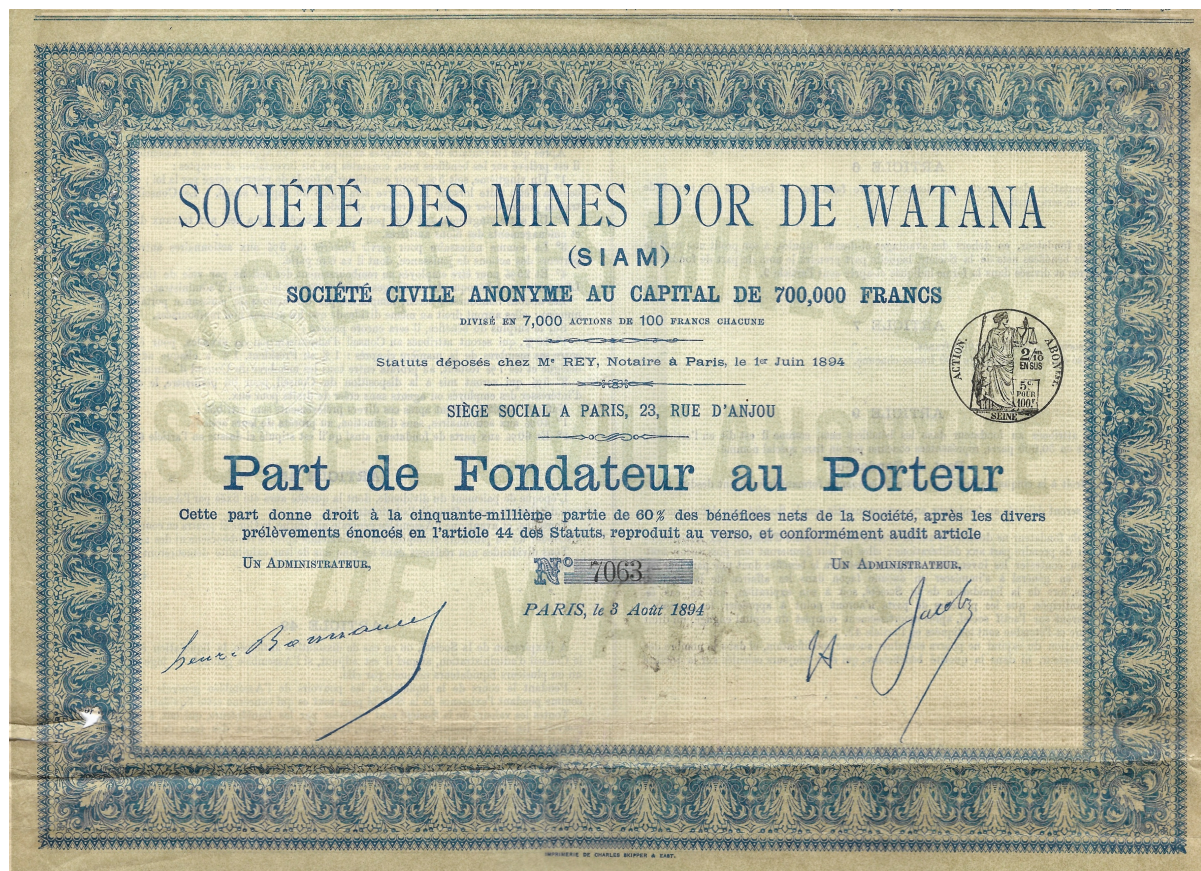 SOCIÉTÉ DES MINES D'OR DE WATANA
(SIAM)
SOCIÉTÉ CIVILE ANONYME AU CAPITAL DE 700,000 FRANCS
DIVISÉ EN 7,000 ACTIONS DE 100 FRANCS CHACUNE
Statuts déposés chez Me REY, Notaire à Paris, le 1er Juin 1894
SIÈGE SOCIAL A PARIS, 23, RUE D'ANJOU
ACTION. ABONNT.
2/10
EN SUS
5c.
POUR
100f.
SEINE
Part de Fondateur au Porteur
Cette part donne droit à la cinquante-millième partie de 60% des bénéfices nets de la Société, après les divers
prélèvements énoncés en l'article 44 des Statuts, reproduit au verso, et conformément audit article
UN ADMINISTRATEUR,
No 7063
UN ADMINISTRATEUR,
PARIS, le 3 Août 1894
H. Jacobs
SOCIÉTÉ DES MINES D'OR
SOCIÉTÉ CIVILE ANONYME
DE WATANA
IMPRIMERIE DE CHARLES SKIPPER & EAST.